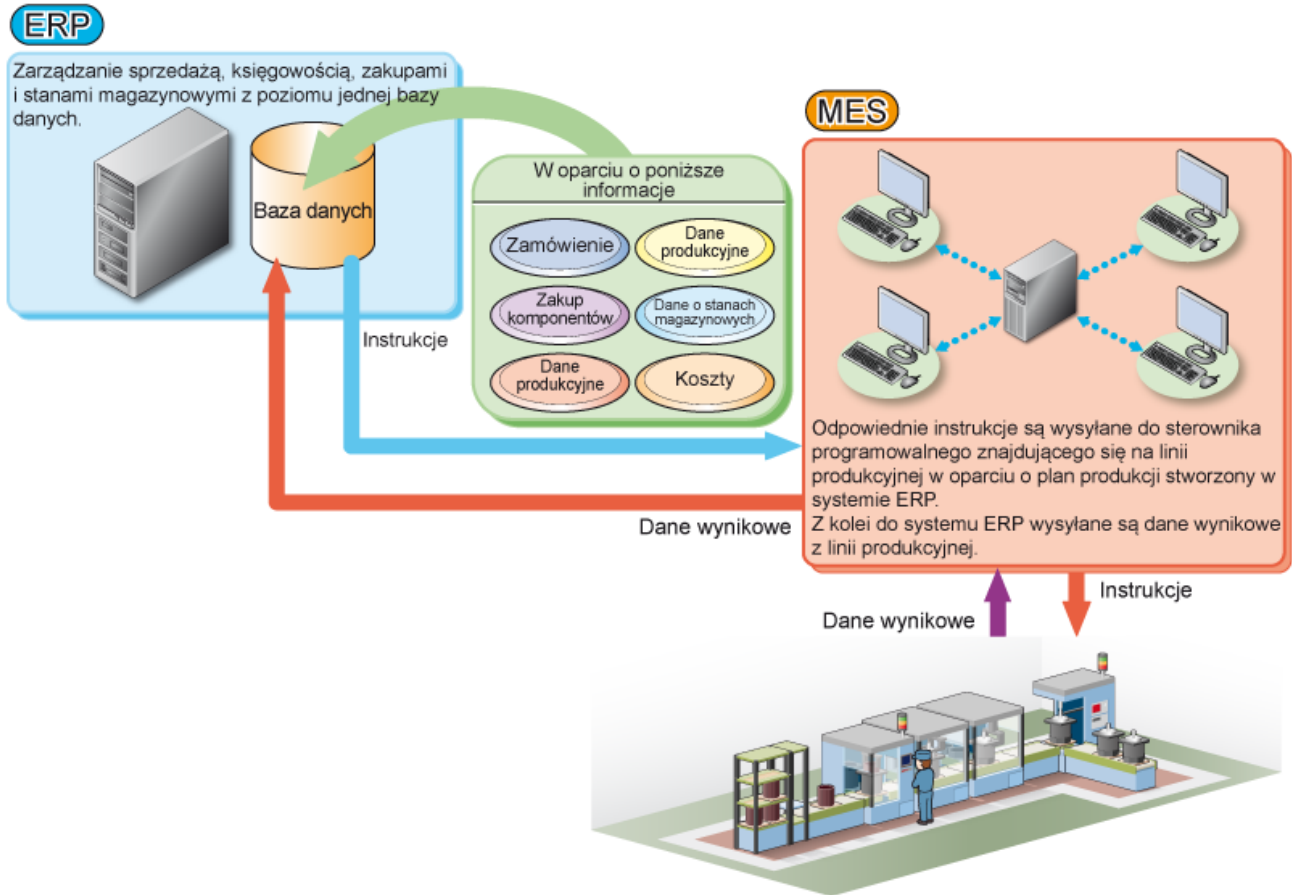 ERP
Zarządzanie sprzedażą, księgowością, zakupami
i stanami magazynowymi z poziomu jednej bazy
danych.
Baza danych
W oparciu o poniższe
informacje
Zamówienie
Dane
produkcyjne
Zakup
komponentów
Dane o stanach
magazynowych
Dane
produkcyjne
Koszty
Instrukcje
Dane wynikowe
MES
Odpowiednie instrukcje są wysyłane do sterownika
programowalnego znajdującego się na linii
produkcyjnej w oparciu o plan produkcji stworzony w
systemie ERP.
Z kolei do systemu ERP wysyłane są dane wynikowe
z linii produkcyjnej.
Instrukcje
Dane wynikowe